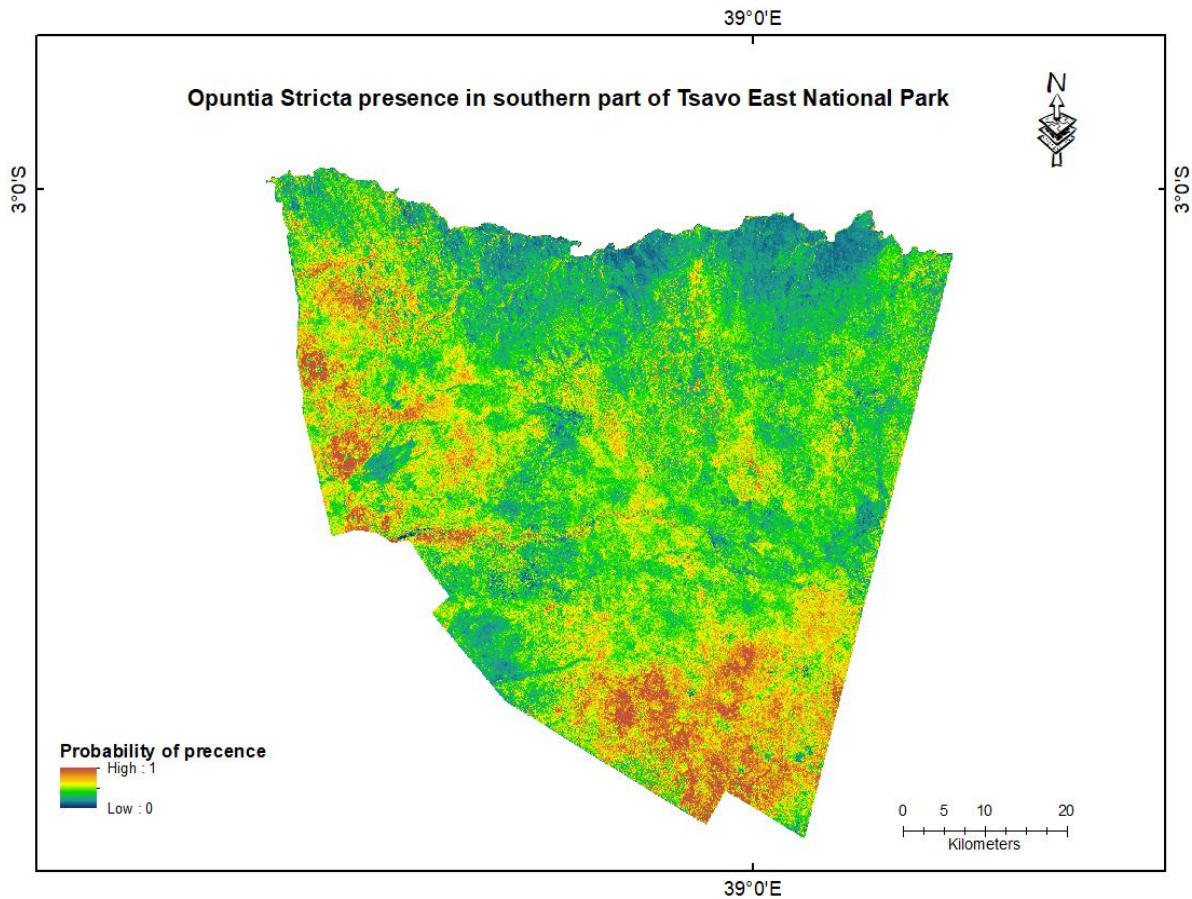 39°0'E
Opuntia Stricta presence in southern part of Tsavo East National Park
N
3°0'S
3°0'S
Probability of precence
High : 1
Low : 0
0 5 10 20
Kilometers
39°0'E